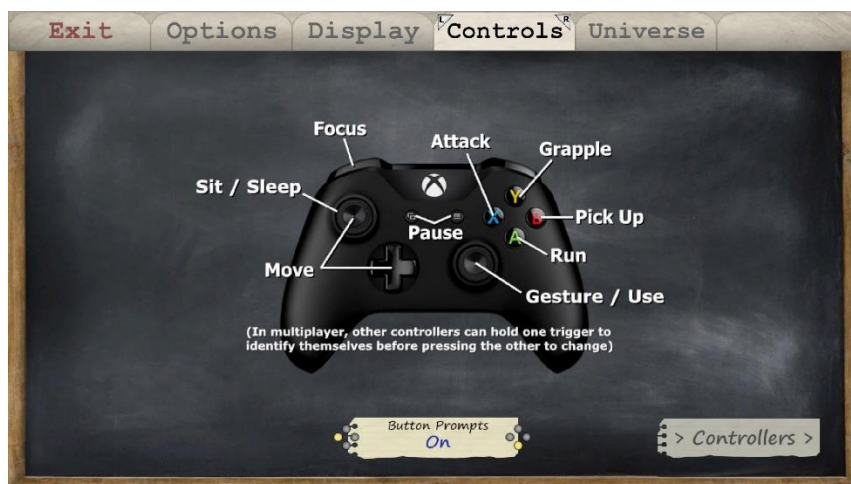 Exit
Options
Display
L
Controls
R
Universe
Focus
Attack
Grapple
Sit / Sleep
Y
X
B
Pick Up
Pause
A
Run
Move
Gesture / Use
(In multiplayer, other controllers can hold one trigger to
identify themselves before pressing the other to change)
Button Prompts
On
> Controllers >